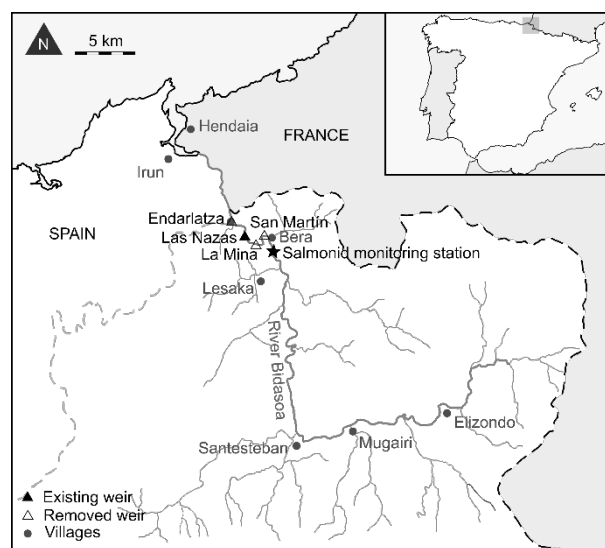 N
5 km
Hendaia
FRANCE
Irun
Endarlatza
San Martín
SPAIN
Las Nazas
Bera
La Mina
Salmonid monitoring station
Lesaka
River Bidasoa
Elizondo
Santesteban
Mugairi
Existing weir
Removed weir
Villages